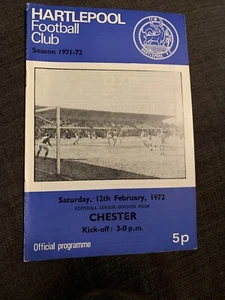 HARTLEPOOL
Football
Club
Season 1971-72
Saturday, 12th February, 1972
FOOTBALL LEAGUE DIVISION FOUR
CHESTER
Kick-off: 3-0 p.m.
Official programme
5p